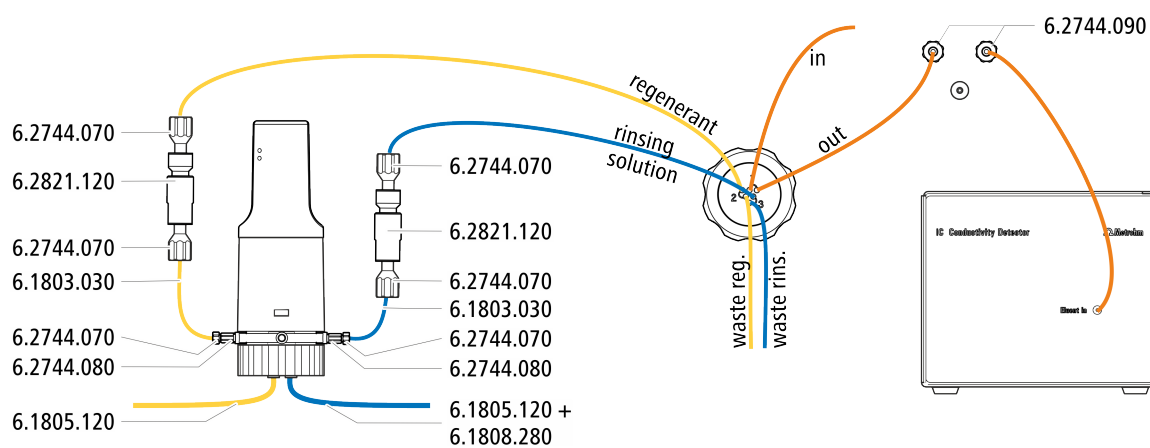 6.2744.090
in
regenerant
6.2744.070
rinsing
solution
out
6.2744.070
6.2821.120
1
2
3
6.2821.120
IC Conductivity Detector
Metrohm
6.2744.070
waste reg.
waste rins.
6.1803.030
6.2744.070
6.1803.030
Eluent in
6.2744.070
6.2744.080
6.2744.070
6.2744.080
6.1805.120
6.1805.120 +
6.1808.280